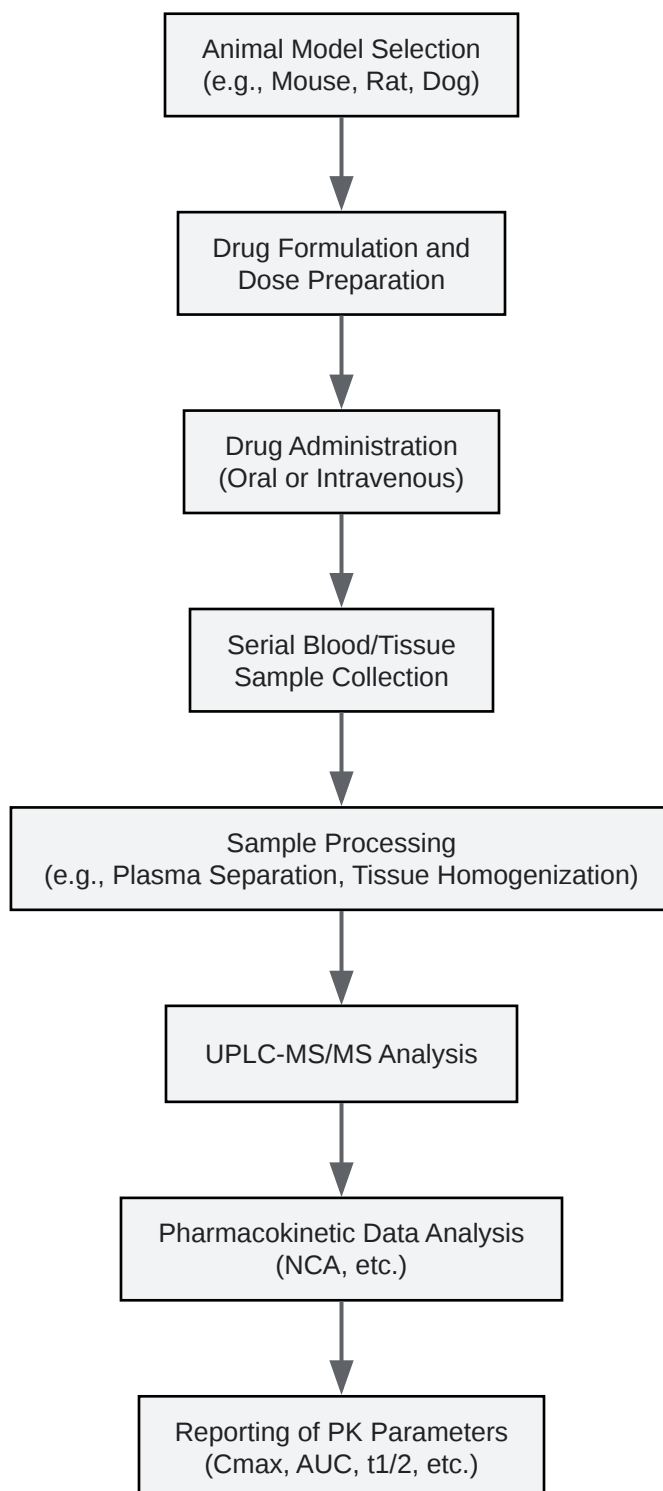 Animal Model Selection
(e.g., Mouse, Rat, Dog)
Drug Formulation and
Dose Preparation
Drug Administration
(Oral or Intravenous)
Serial Blood/Tissue
Sample Collection
Sample Processing
(e.g., Plasma Separation, Tissue Homogenization)
UPLC-MS/MS Analysis
Pharmacokinetic Data Analysis
(NCA, etc.)
Reporting of PK Parameters
(Cmax, AUC, t1/2, etc.)